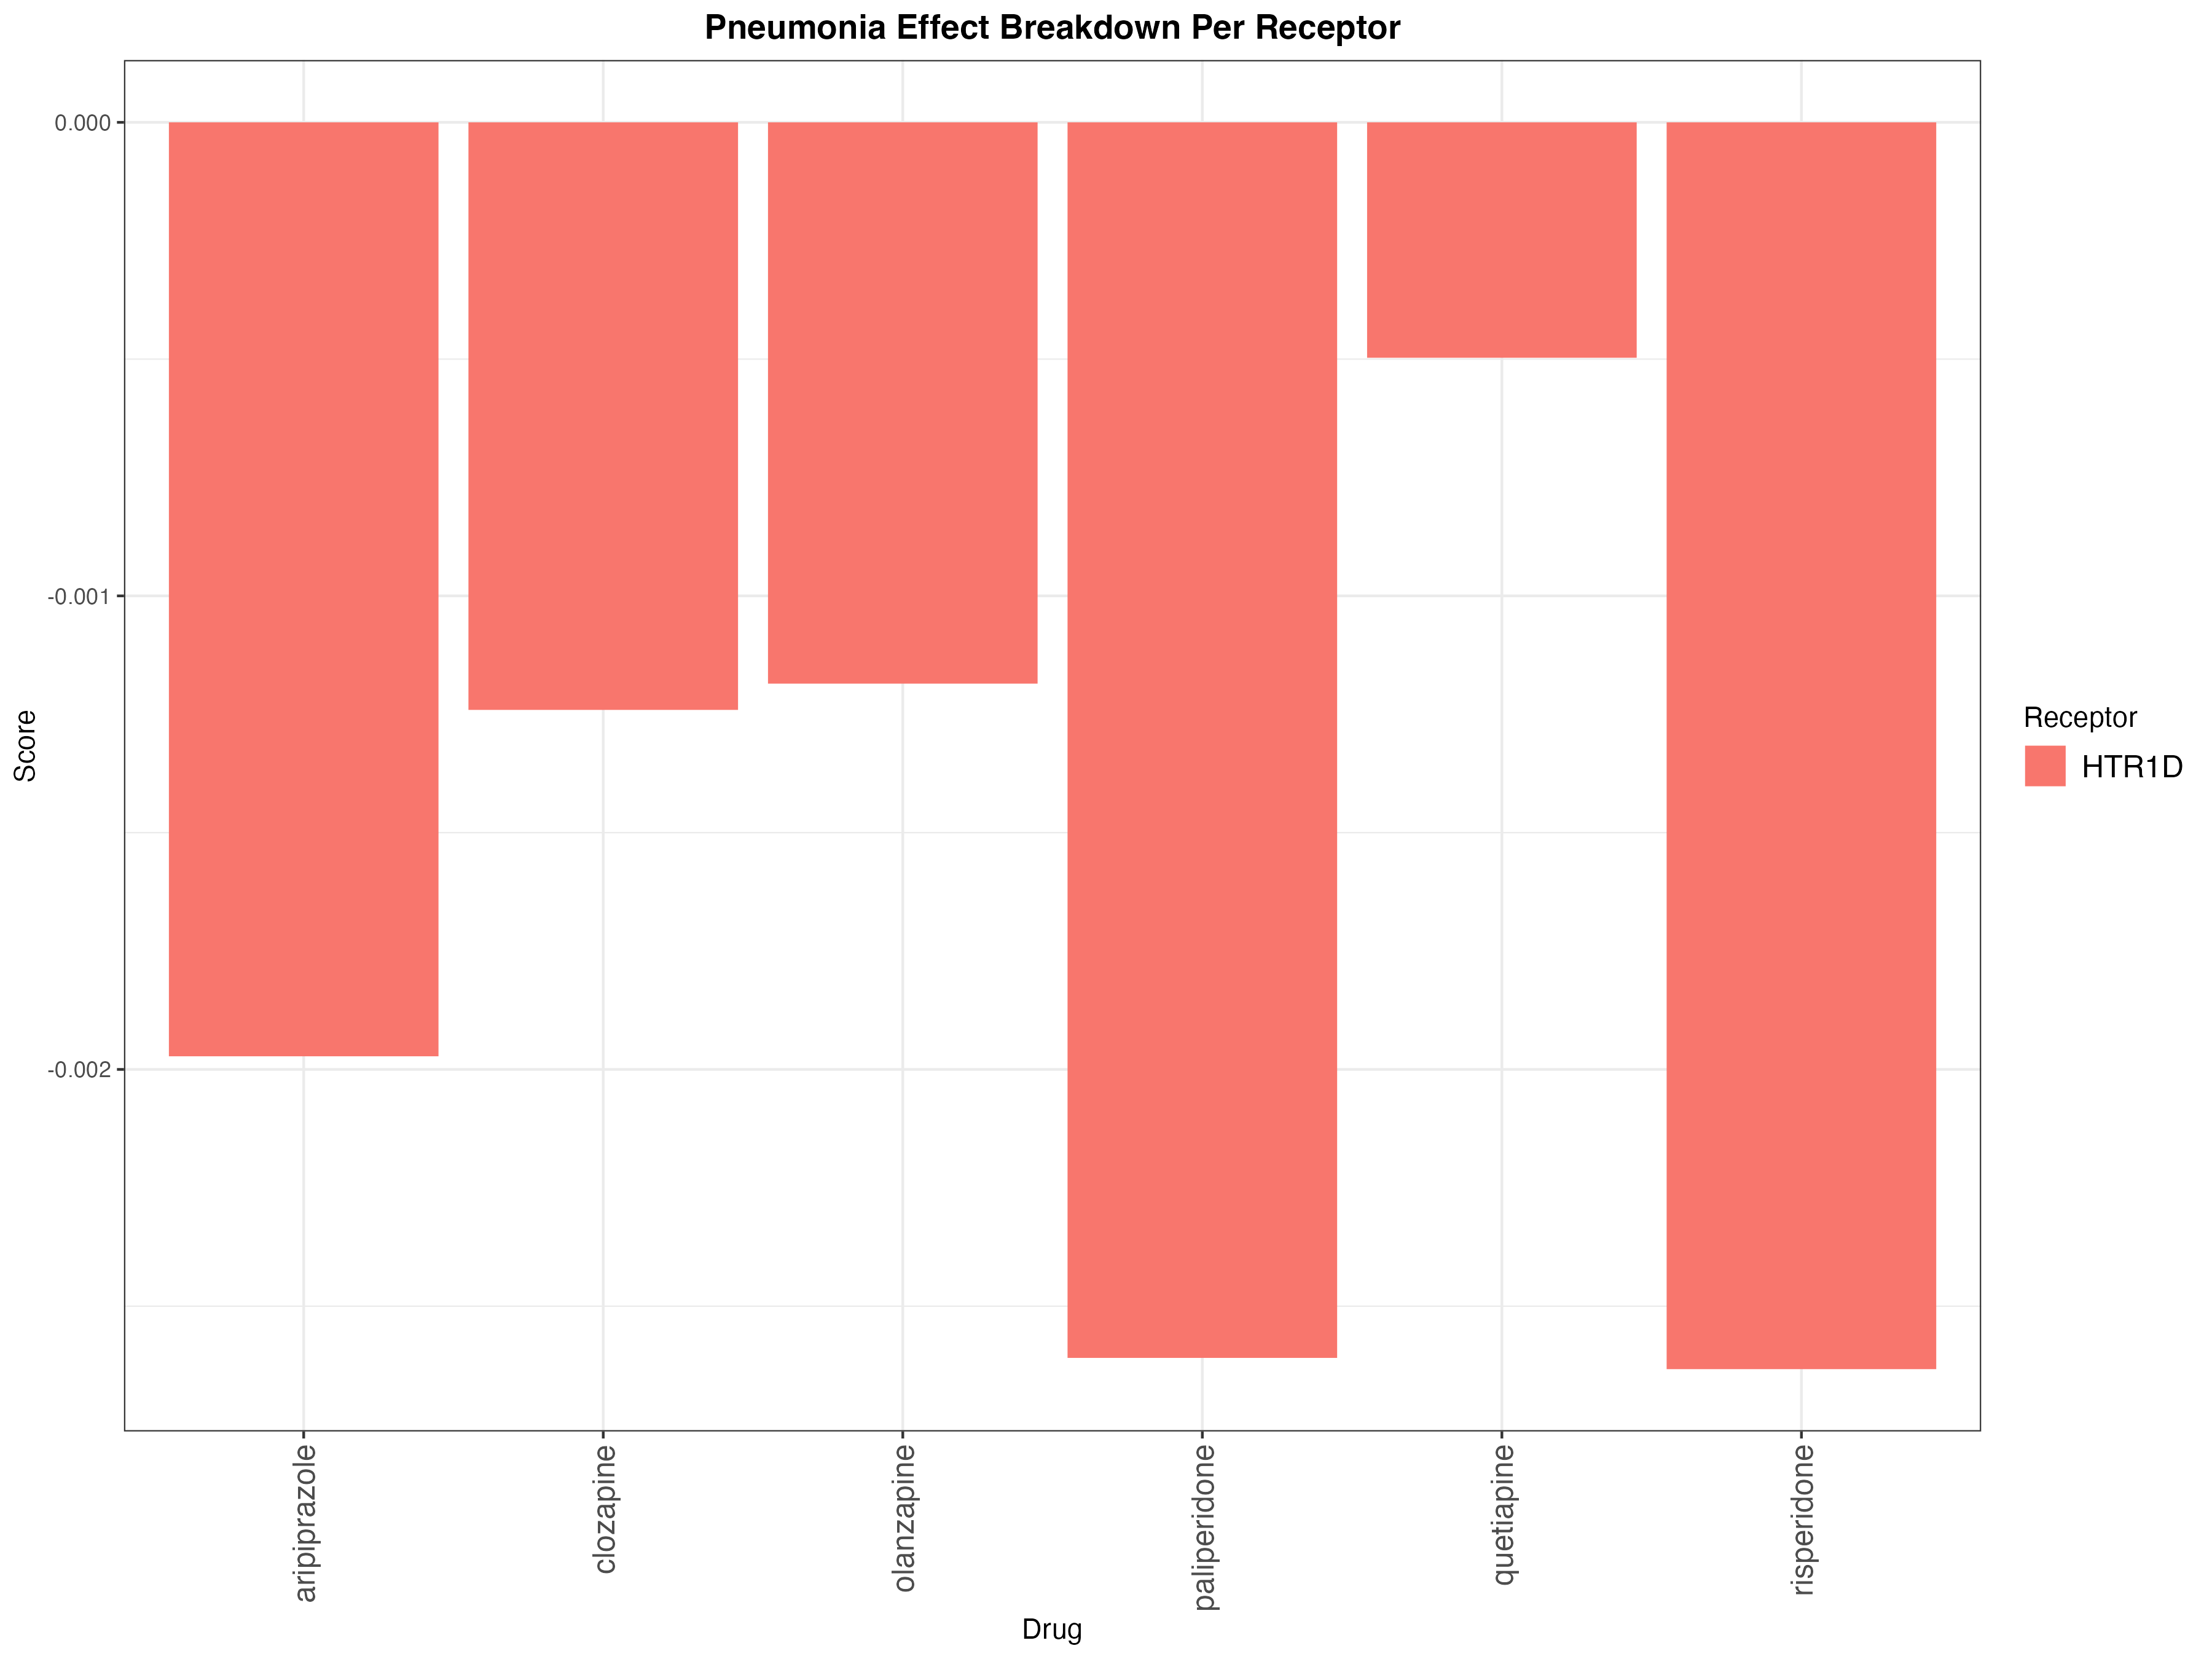 Pneumonia Effect Breakdown Per Receptor
0.000
-0.001
-0.002
Score
aripiprazole
clozapine
olanzapine
paliperidone
quetiapine
risperidone
Drug
Receptor
HTR1D